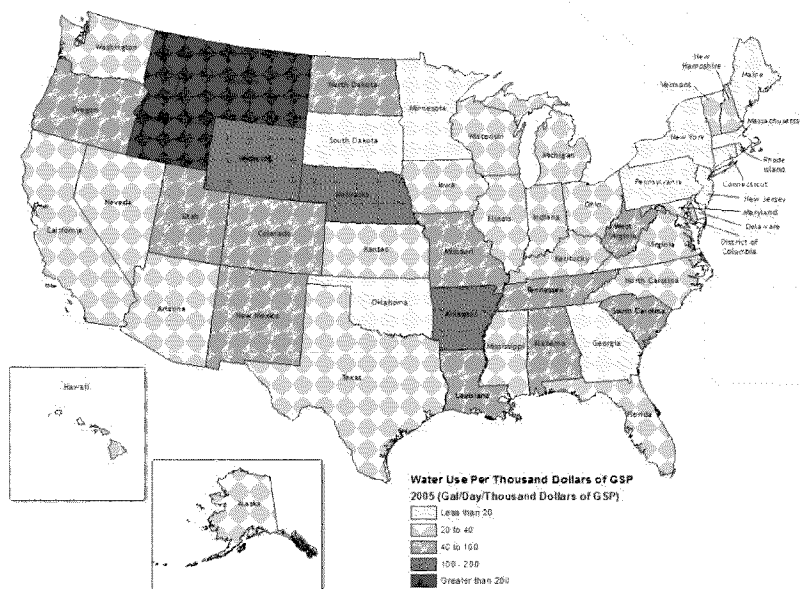 Washington
Oregon
California
Nevada
Utah
Arizona
Colorado
New Mexico
North Dakota
South Dakota
Nebraska
Kansas
Oklahoma
Texas
Minnesota
Iowa
Missouri
Arkansas
Louisiana
Wisconsin
Illinois
Michigan
Indiana
Ohio
Kentucky
Tennessee
Mississippi
Alabama
Georgia
Florida
South Carolina
North Carolina
Virginia
West
Pennsylvania
New York
Vermont
New
Hampshire
Maine
Massachusetts
Rhode
Island
Connecticut
New Jersey
Maryland
Delaware
District of
Columbia
Hawaii
Alaska
Water Use Per Thousand Dollars of GSP
2005 (Gal/Day/Thousand Dollars of GSP)
Less than 20
20 to 40
40 to 100
100 - 200
Greater than 200